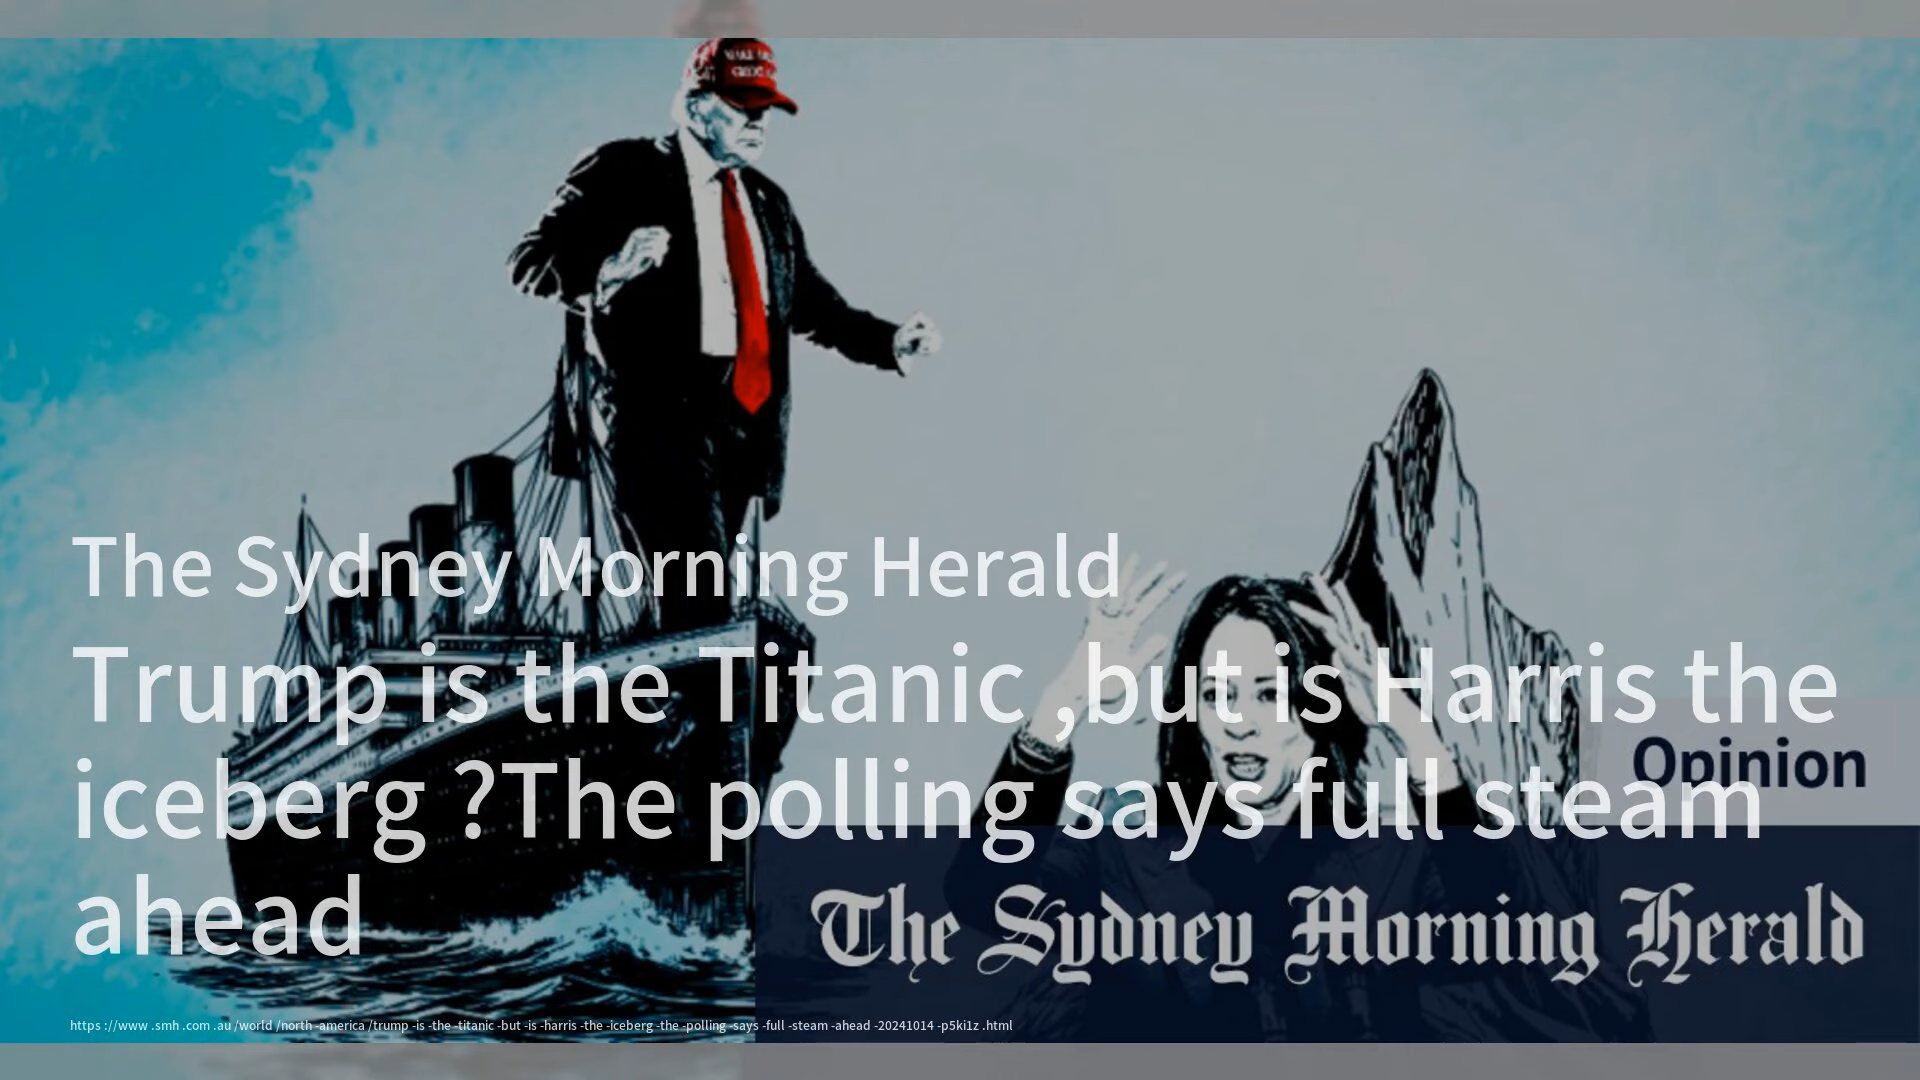 The Sydney Morning Herald
Trump is the Titanic ,but is Harris the
iceberg ?The polling says full steam
ahead
Opinion
The Sydney Morning Herald
https ://www .smh .com .au /world /north -america /trump -is -the -titanic -but -is -harris -the -iceberg -the -polling -says -full -steam -ahead -20241014 -p5ki1z .html